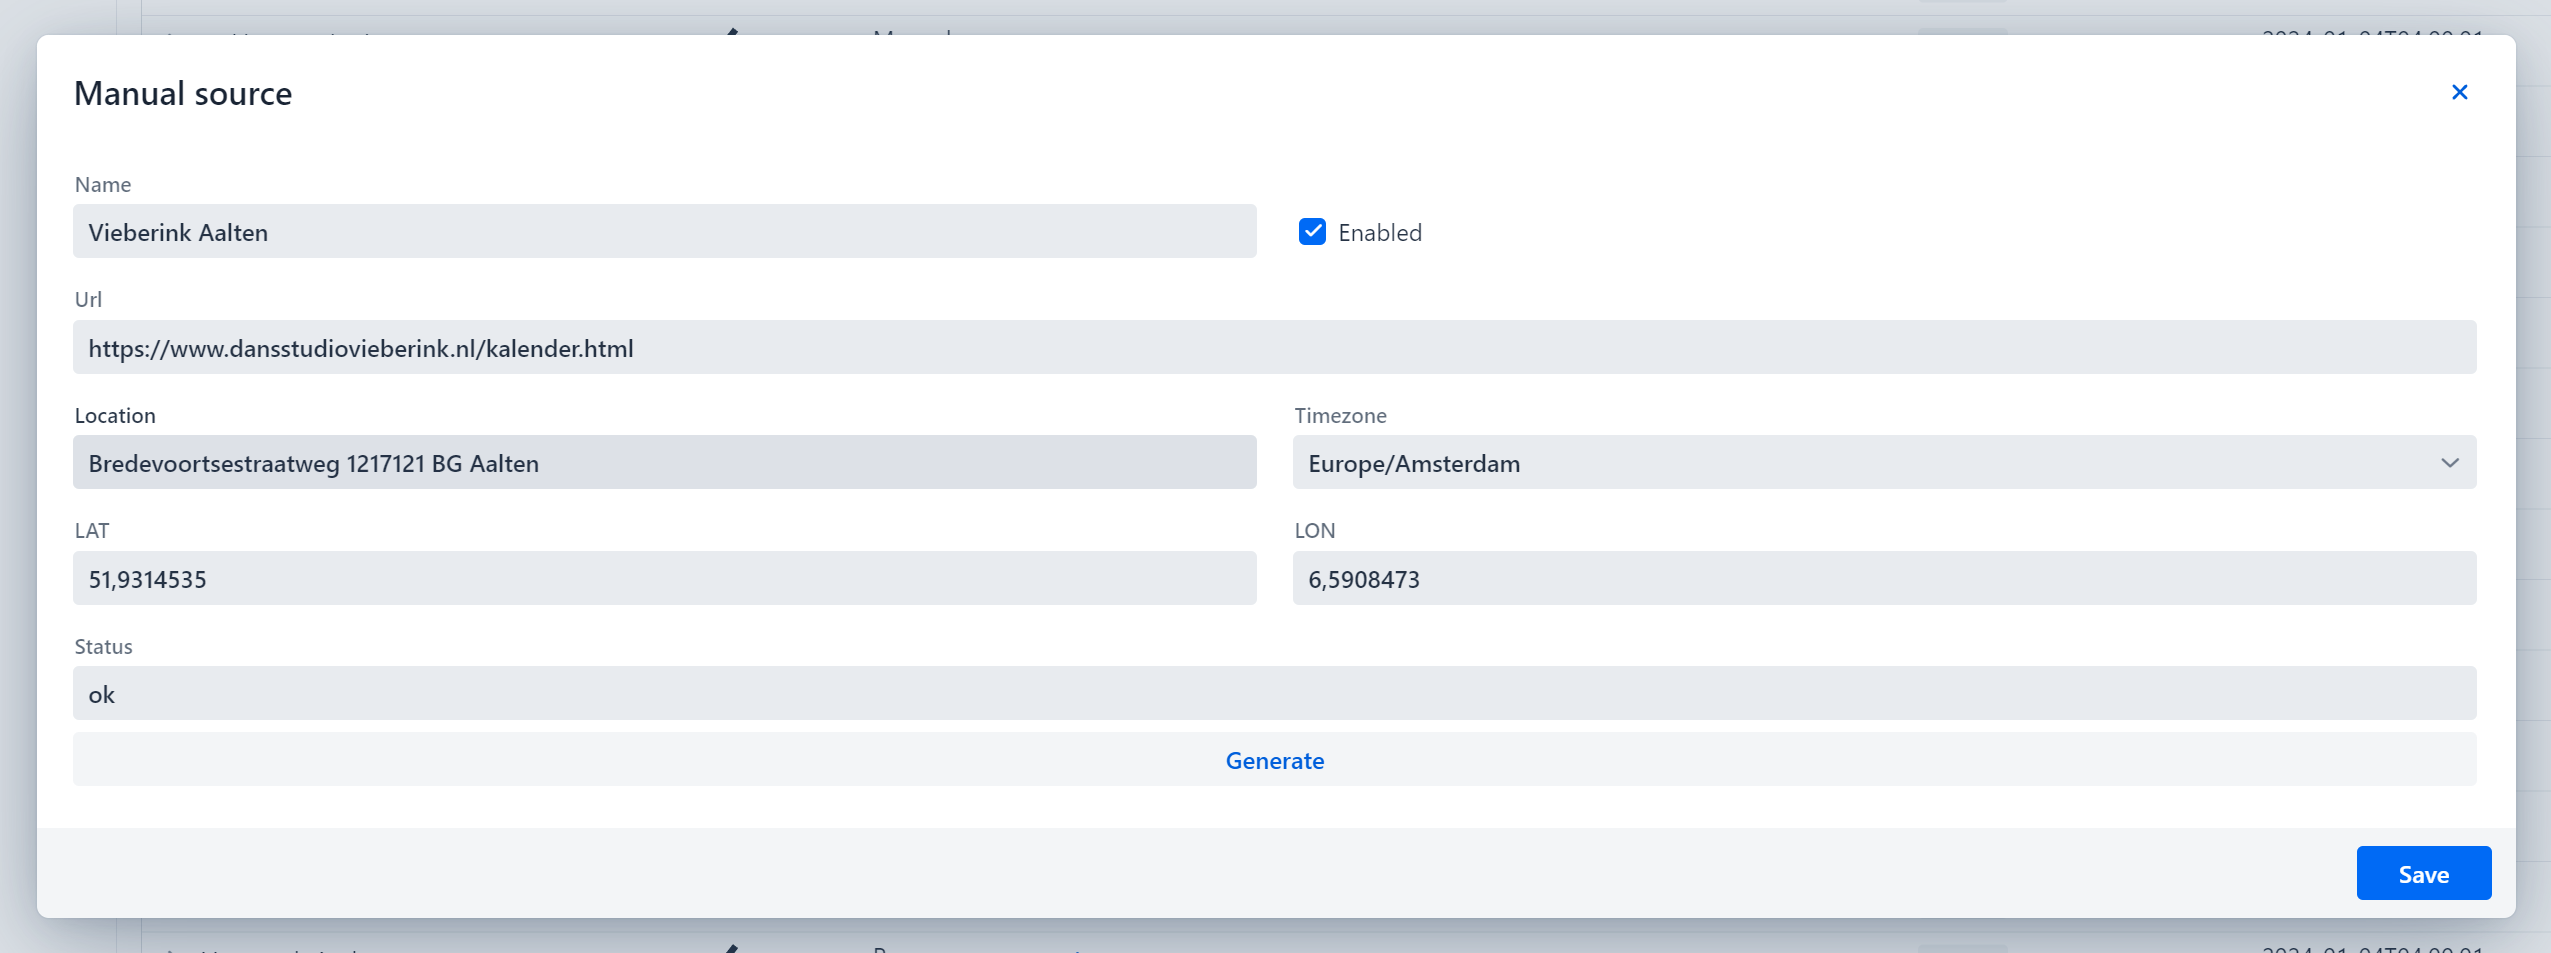 Manual source
Name
Vieberink Aalten
Enabled
Url
https://www.dansstudiovieberink.nl/kalender.html
Location
Timezone
Bredevoortsestraatweg 1217121 BG Aalten
Europe/Amsterdam
LAT
LON
51,9314535
6,5908473
Status
ok
Generate
Save